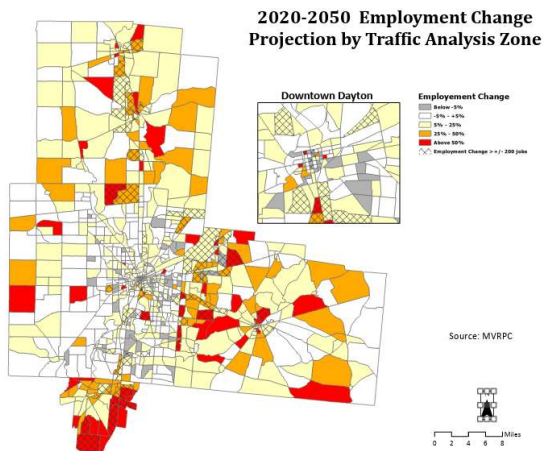 2020-2050 Employment Change
Projection by Traffic Analysis Zone
Downtown Dayton
Employement Change
Below -5%
-5% - +5%
5% - 25%
25% - 50%
Above 50%
Employment Change > +/- 200 jobs
Source: MVRPC
N
0 2 4 6 8 Miles